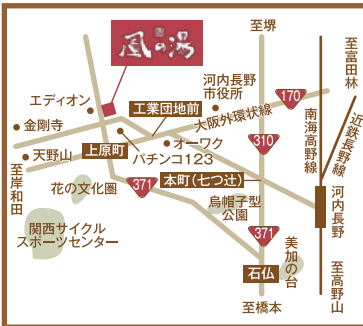 至堺
風の湯
至富田林
河内長野
市役所
170
エディオン
工業団地前
大阪外環状線
南海高野線
近鉄長野線
金剛寺
オークワ
310
上原町
パチンコ123
天野山
本町(七つ辻)
371
至岸和田
花の文化園
烏帽子型
公園
河内長野
関西サイクル
スポーツセンター
371
美加の台
石仏
至高野山
至橋本